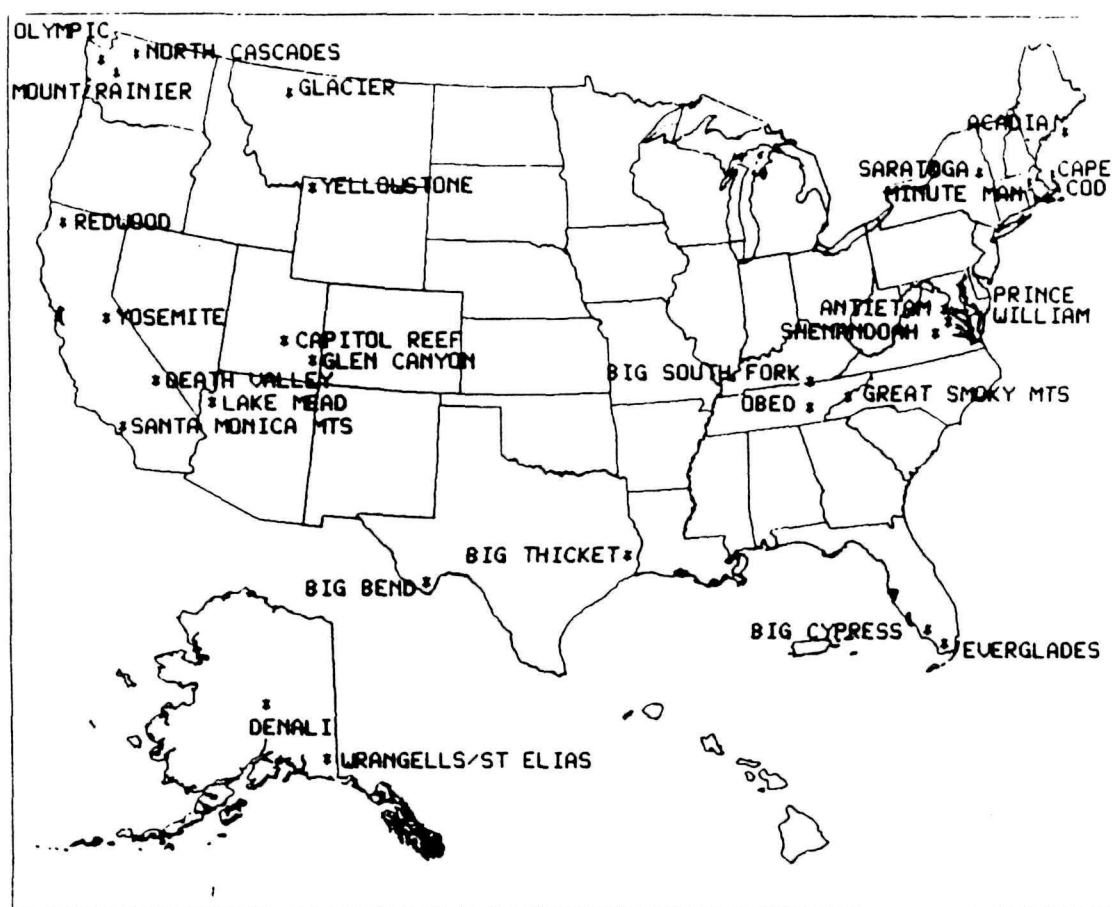 OLYMPIC
NORTH CASCADES
MOUNT RAINIER
GLACIER
ACADIA
SARATOGA
CAPE
COD
MINUTE MAN
YELLOWSTONE
REDWOOD
PRINCE
WILLIAM
ANTIETAM
SHENANDOAH
YOSEMITE
CAPITOL REEF
GLEN CANYON
BIG SOUTH FORK
DEATH VALLEY
LAKE MEAD
OBED
GREAT SMOKY MTS
SANTA MONICA MTS
BIG THICKET
BIG BEND
BIG CYPRESS
EVERGLADES
DENALI
WRANGELLS/ST ELIAS